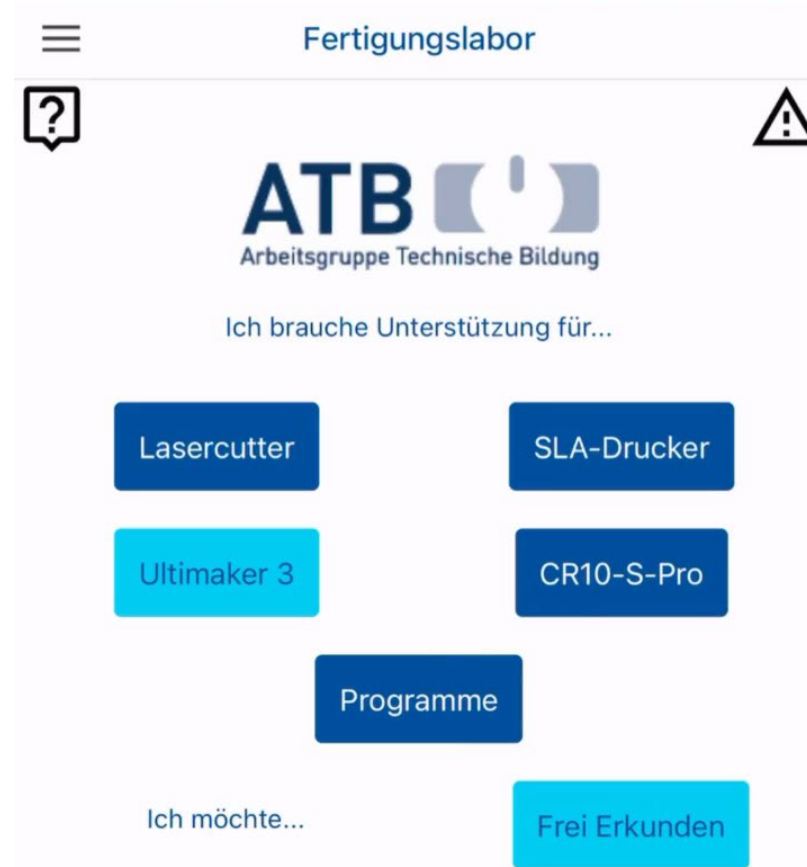 Fertigungslabor
?
ATB
Arbeitsgruppe Technische Bildung
Ich brauche Unterstützung für...
Lasercutter
SLA-Drucker
Ultimaker 3
CR10-S-Pro
Programme
Ich möchte...
Frei Erkunden